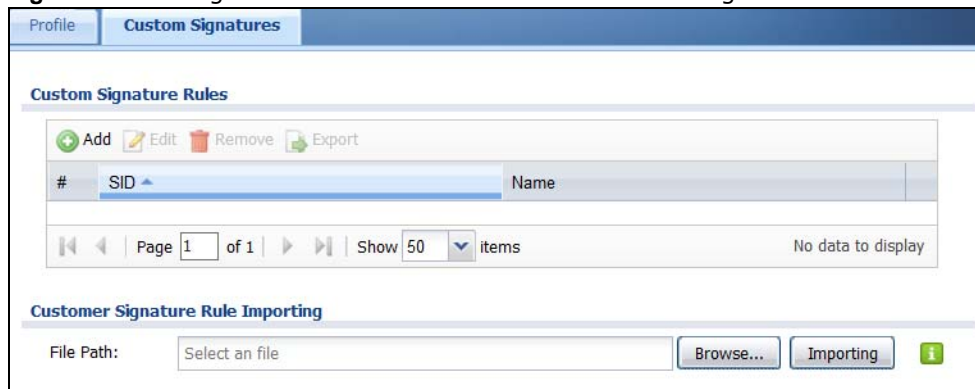 Profile Custom Signatures
Custom Signature Rules
Add Edit Remove Export
# SID Name
Page 1 of 1 Show 50 items No data to display
Customer Signature Rule Importing
File Path: Select an file Browse... Importing